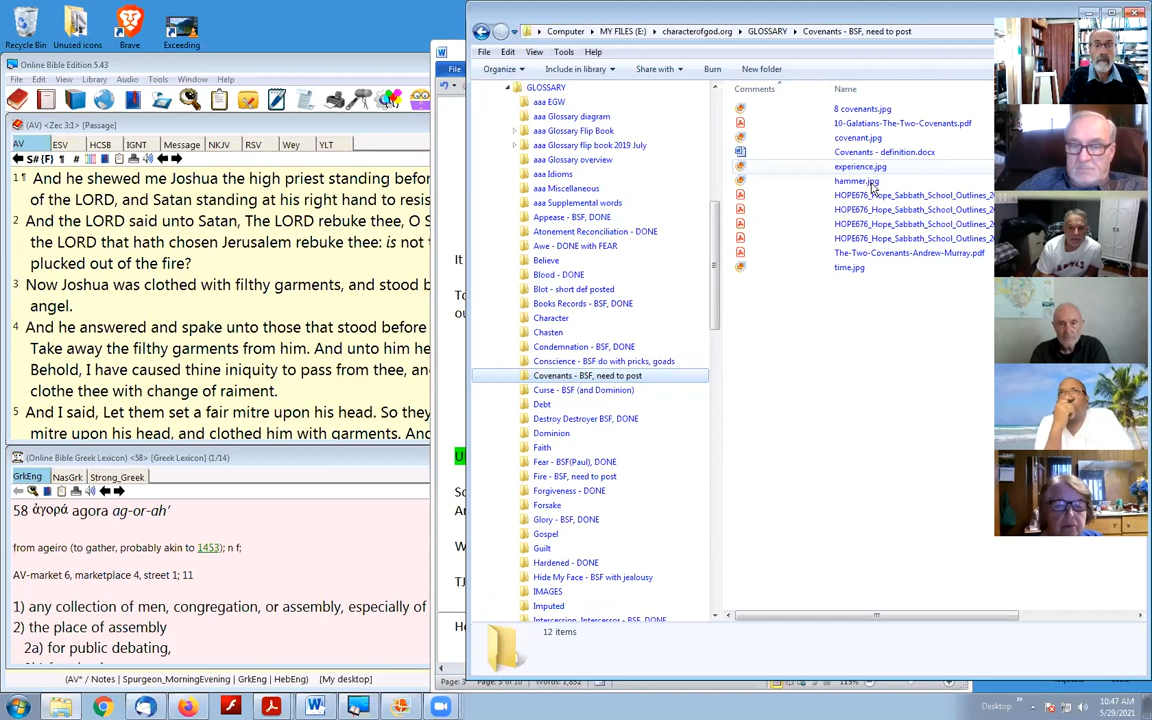 Recycle Bin
Unused icons
Brave
Exceeding
Online Bible Edition 5.43
File Edit View Library Audio Tools Window Help
(AV) <Zec 3:1> [Passage]
AV ESV HCSB IGNT Message NKJV RSV Wey YLT
S# {F} ¶ #
1 ¶ And he shewed me Joshua the high priest standing before
of the LORD, and Satan standing at his right hand to resis
2 And the LORD said unto Satan, The LORD rebuke thee, O S
the LORD that hath chosen Jerusalem rebuke thee: is not t
plucked out of the fire?
3 Now Joshua was clothed with filthy garments, and stood b
angel.
4 And he answered and spake unto those that stood before
Take away the filthy garments from him. And unto him he
Behold, I have caused thine iniquity to pass from thee, an
clothe thee with change of raiment.
5 And I said, Let them set a fair mitre upon his head. So they
mitre upon his head, and clothed him with garments. And
(Online Bible Greek Lexicon) <58> [Greek Lexicon] (1/14)
GrkEng NasGrk Strong_Greek
58 ἀγορά agora ag-or-ah'
from ageiro (to gather, probably akin to 1453); n f;
AV-market 6, marketplace 4, street 1; 11
1) any collection of men, congregation, or assembly, especially of
2) the place of assembly
2a) for public debating,
(AV* / Notes | Spurgeon_MorningEvening | GrkEng | HebEng) [My desktop]
File
It
To
ou
U
So
Ar
W
TJ
He
Computer MY FILES (E:) characterofgod.org GLOSSARY Covenants - BSF, need to post
File Edit View Tools Help
Organize Include in library Share with Burn New folder
GLOSSARY
aaa EGW
aaa Glossary diagram
aaa Glossary Flip Book
aaa Glossary flip book 2019 July
aaa Glossary overview
aaa Idioms
aaa Miscellaneous
aaa Supplemental words
Appease - BSF, DONE
Atonement Reconciliation - DONE
Awe - DONE with FEAR
Believe
Blood - DONE
Blot - short def posted
Books Records - BSF, DONE
Character
Chasten
Condemnation - BSF, DONE
Conscience - BSF do with pricks, goads
Covenants - BSF, need to post
Curse - BSF (and Dominion)
Debt
Destroy Destroyer BSF, DONE
Dominion
Faith
Fear - BSF(Paul), DONE
Fire - BSF, need to post
Forgiveness - DONE
Forsake
Glory - BSF, DONE
Gospel
Guilt
Hardened - DONE
Hide My Face - BSF with jealousy
IMAGES
Imputed
Intercession, Intercessor - BSF, DONE
Comments Name
8 covenants.jpg
10-Galatians-The-Two-Covenants.pdf
covenant.jpg
Covenants - definition.docx
experience.jpg
hammer.jpg
HOPE676_Hope_Sabbath_School_Outlines_2
HOPE676_Hope_Sabbath_School_Outlines_2
HOPE676_Hope_Sabbath_School_Outlines_2
HOPE676_Hope_Sabbath_School_Outlines_2
The-Two-Covenants-Andrew-Murray.pdf
time.jpg
12 items
Words: 1,852
Desktop
10:47 AM
5/29/2021